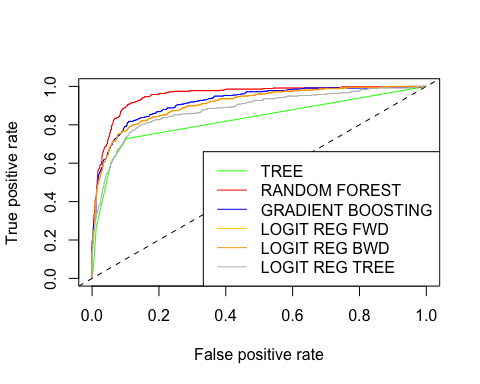 1.0
0.8
0.6
0.4
0.2
0.0
True positive rate
TREE
RANDOM FOREST
GRADIENT BOOSTING
LOGIT REG FWD
LOGIT REG BWD
LOGIT REG TREE
0.0 0.2 0.4 0.6 0.8 1.0
False positive rate